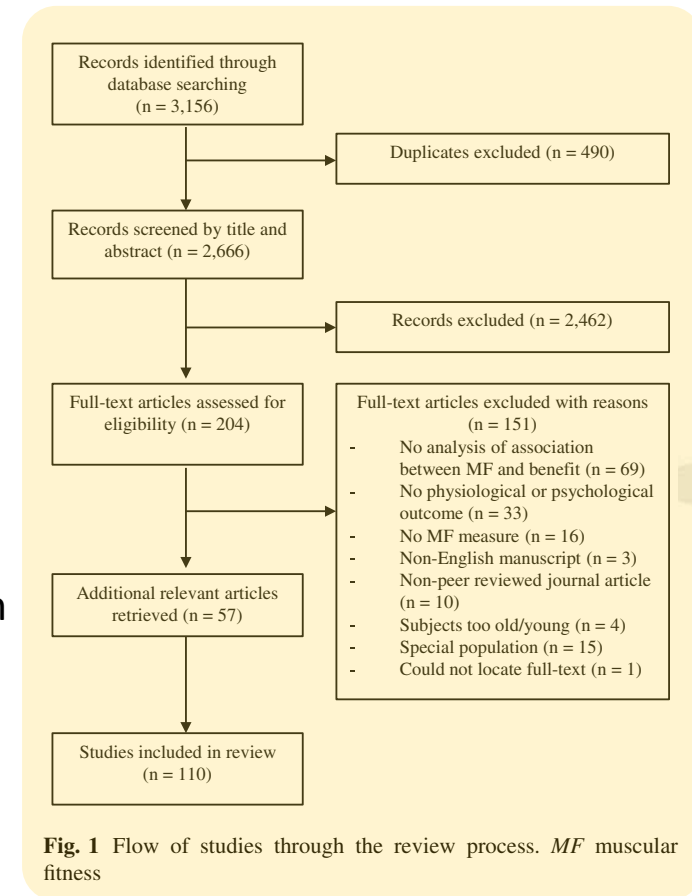 Records identified through
database searching
(n = 3,156)
Duplicates excluded (n = 490)
Records screened by title and
abstract (n = 2,666)
Records excluded (n = 2,462)
Full-text articles assessed for
eligibility (n = 204)
Full-text articles excluded with reasons
(n = 151)
- No analysis of association
between MF and benefit (n = 69)
- No physiological or psychological
outcome (n = 33)
- No MF measure (n = 16)
- Non-English manuscript (n = 3)
- Non-peer reviewed journal article
(n = 10)
- Subjects too old/young (n = 4)
- Special population (n = 15)
- Could not locate full-text (n = 1)
Additional relevant articles
retrieved (n = 57)
Studies included in review
(n = 110)
Fig. 1 Flow of studies through the review process. MF muscular
fitness